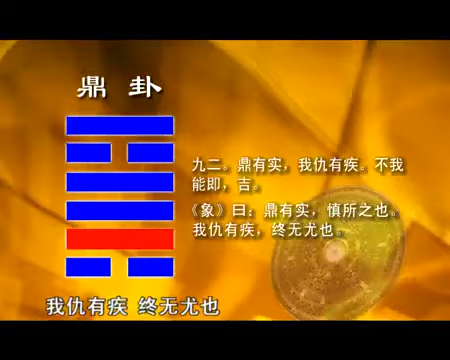 鼎 卦
九二。鼎有实，我仇有疾。不我
能即，吉。
《象》曰：鼎有实，慎所之也。
我仇有疾，终无尤也。
我仇有疾 终无尤也